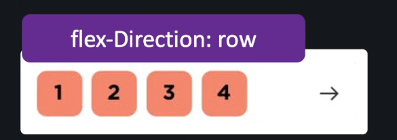 flex-Direction: row
1 2 3 4 →